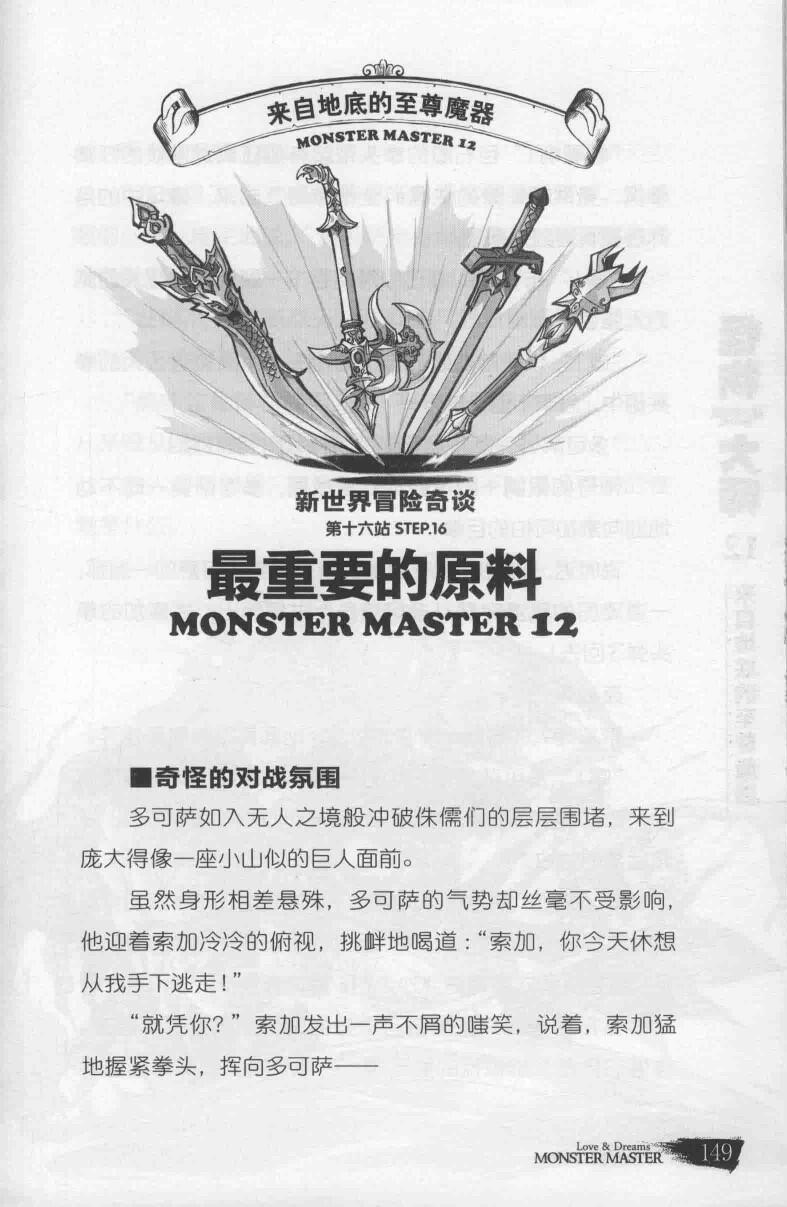 来自地底的至尊魔器
MONSTER MASTER 12
新世界冒险奇谈
第十六站 STEP.16
最重要的原料
MONSTER MASTER 12
■奇怪的对战氛围
多可萨如入无人之境般冲破侏儒们的层层围堵，来到
庞大得像一座小山似的巨人面前。
虽然身形相差悬殊，多可萨的气势却丝毫不受影响，
他迎着索加冷冷的俯视，挑衅地喝道：“索加，你今天休想
从我手下逃走！”
“就凭你？”索加发出一声不屑的嗤笑，说着，索加猛
地握紧拳头，挥向多可萨——
Love & Dreams
MONSTER MASTER 149